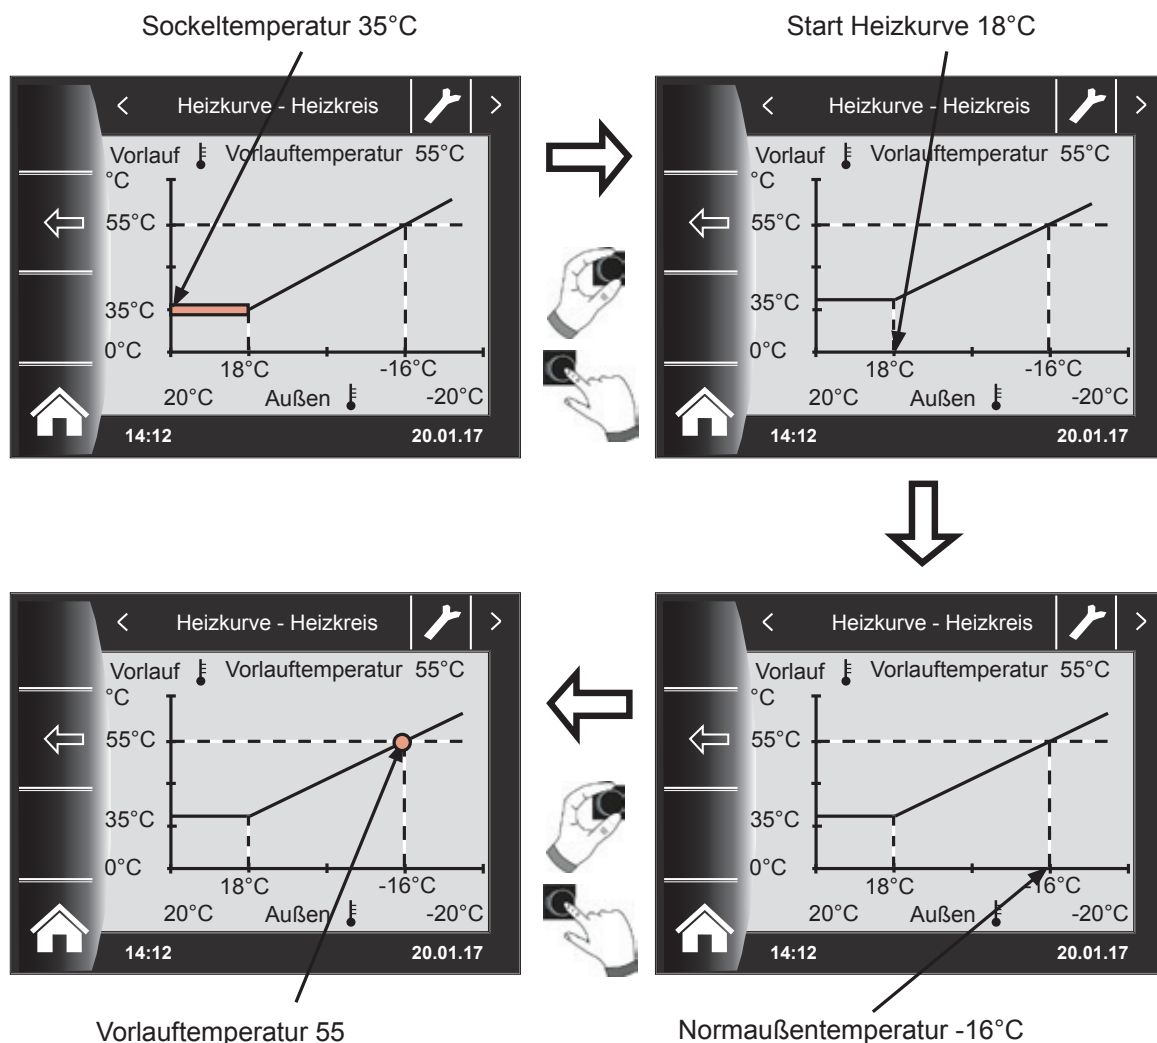 Sockeltemperatur 35°C
Start Heizkurve 18°C
< Heizkurve - Heizkreis >
Vorlauf Vorlauftemperatur 55°C
°C
55°C
35°C
0°C
18°C -16°C
20°C Außen -20°C
14:12 20.01.17
< Heizkurve - Heizkreis >
Vorlauf Vorlauftemperatur 55°C
°C
55°C
35°C
0°C
18°C -16°C
20°C Außen -20°C
14:12 20.01.17
< Heizkurve - Heizkreis >
Vorlauf Vorlauftemperatur 55°C
°C
55°C
35°C
0°C
18°C -16°C
20°C Außen -20°C
14:12 20.01.17
< Heizkurve - Heizkreis >
Vorlauf Vorlauftemperatur 55°C
°C
55°C
35°C
0°C
18°C -16°C
20°C Außen -20°C
14:12 20.01.17
Vorlauftemperatur 55
Normaußentemperatur -16°C